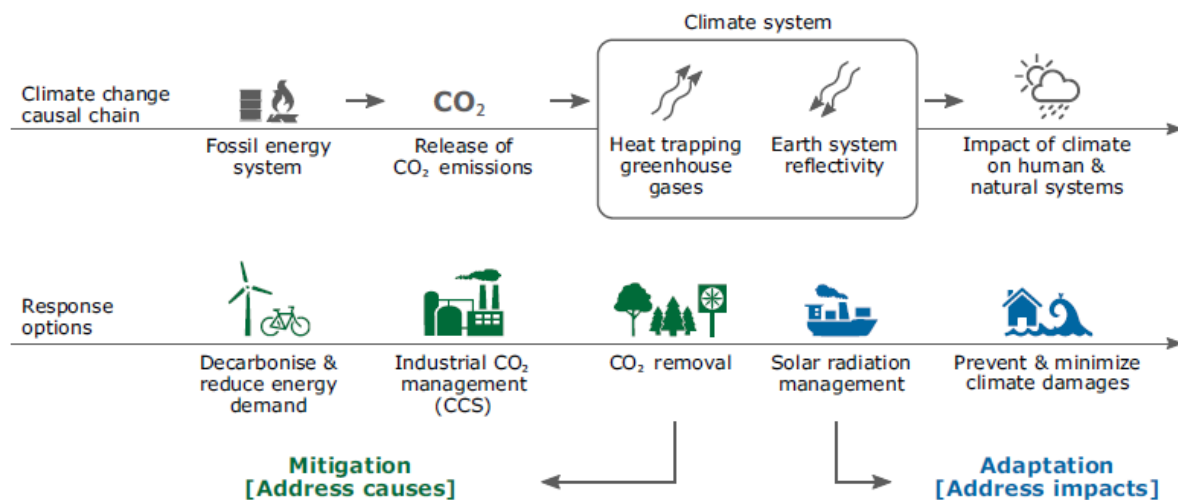 Climate system
Climate change
causal chain
CO₂
Fossil energy
system
Release of
CO₂ emissions
Heat trapping
greenhouse
gases
Earth system
reflectivity
Impact of climate
on human &
natural systems
Response
options
Decarbonise &
reduce energy
demand
Industrial CO₂
management
(CCS)
CO₂ removal
Solar radiation
management
Prevent & minimize
climate damages
Mitigation
[Address causes]
Adaptation
[Address impacts]